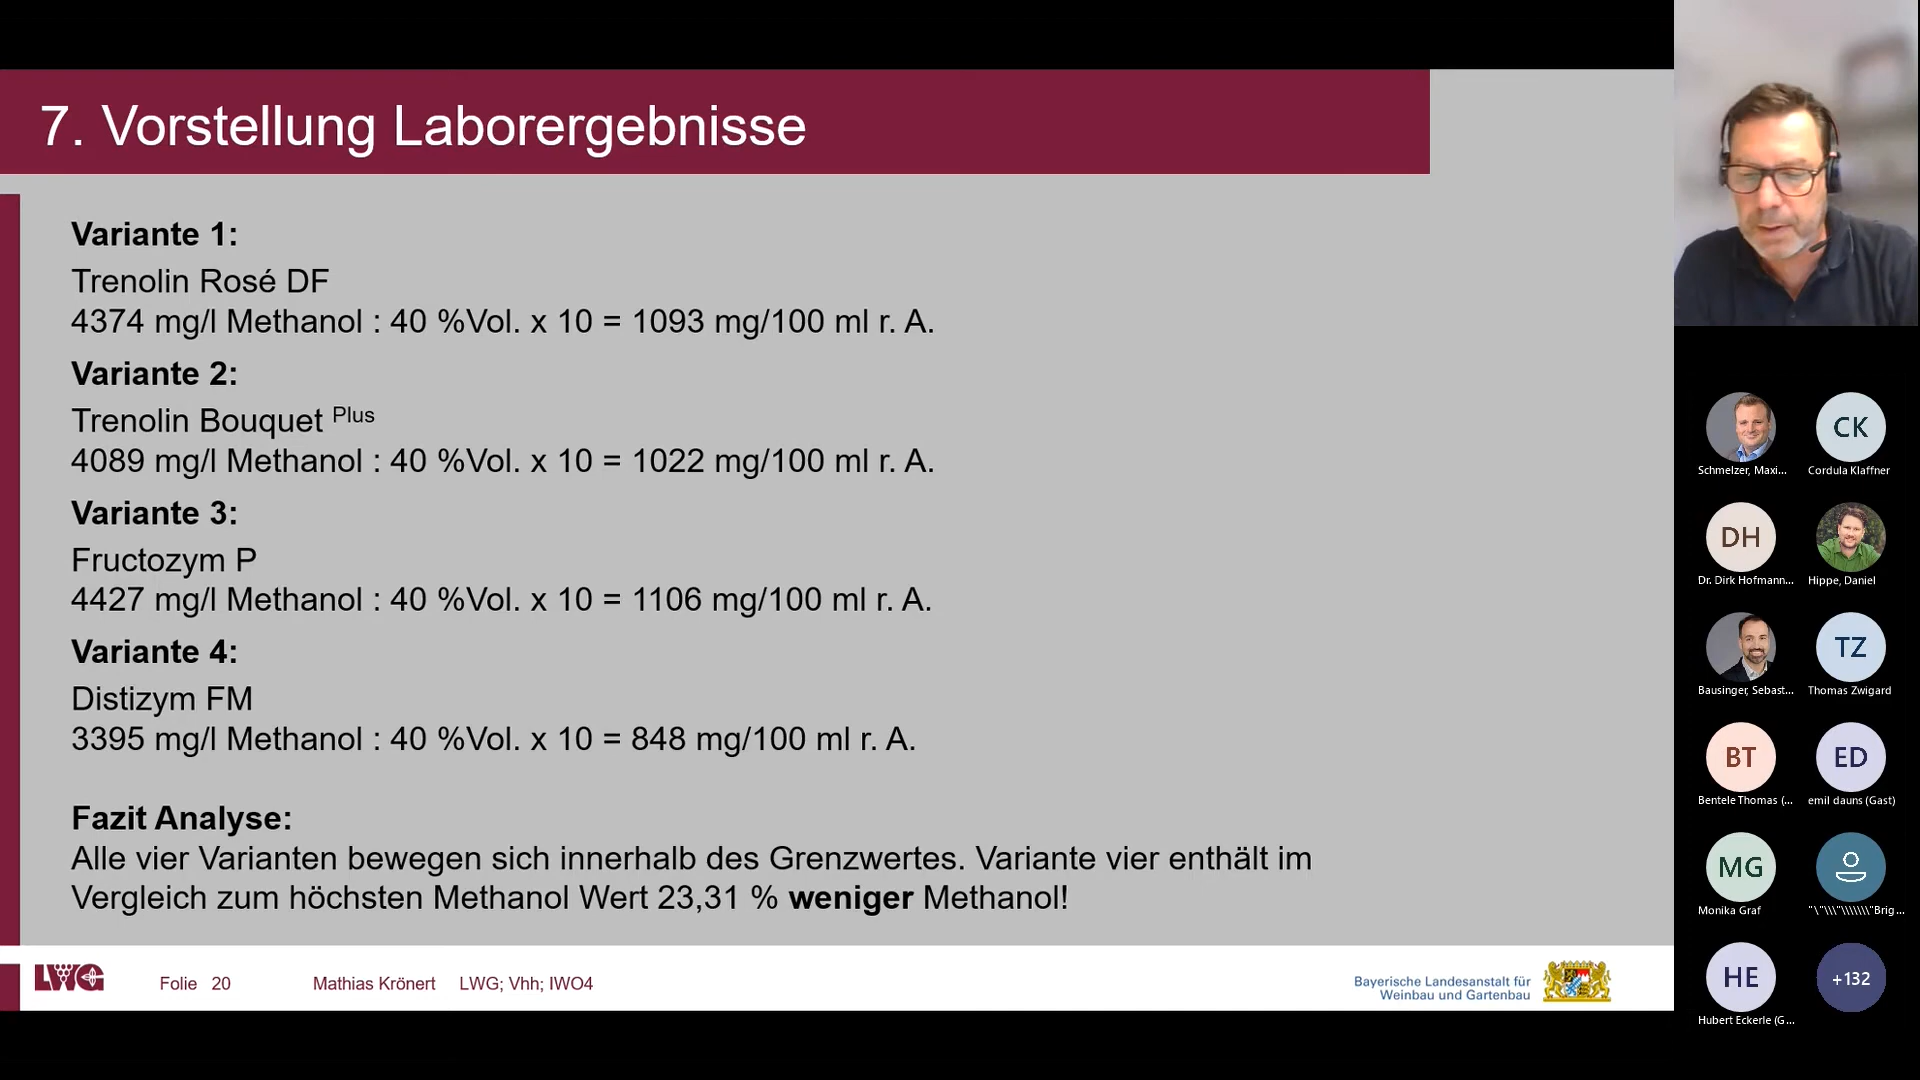 7. Vorstellung Laborergebnisse
Variante 1:
Trenolin Rosé DF
4374 mg/l Methanol : 40 %Vol. x 10 = 1093 mg/100 ml r. A.
Variante 2:
Trenolin Bouquet Plus
4089 mg/l Methanol : 40 %Vol. x 10 = 1022 mg/100 ml r. A.
Variante 3:
Fructozym P
4427 mg/l Methanol : 40 %Vol. x 10 = 1106 mg/100 ml r. A.
Variante 4:
Distizym FM
3395 mg/l Methanol : 40 %Vol. x 10 = 848 mg/100 ml r. A.
Fazit Analyse:
Alle vier Varianten bewegen sich innerhalb des Grenzwertes. Variante vier enthält im
Vergleich zum höchsten Methanol Wert 23,31 % weniger Methanol!
LWG
Folie 20
Mathias Krönert LWG; Vhh; IWO4
Bayerische Landesanstalt für
Weinbau und Gartenbau
Schmelzer, Maxi...
CK
Cordula Klaffner
DH
Dr. Dirk Hofmann...
Hippe, Daniel
Bausinger, Sebast...
TZ
Thomas Zwigard
BT
Bentele Thomas (...
ED
emil dauns (Gast)
MG
Monika Graf
"\"\\\"\\\\\\\"Brig...
HE
Hubert Eckerle (G...
+132